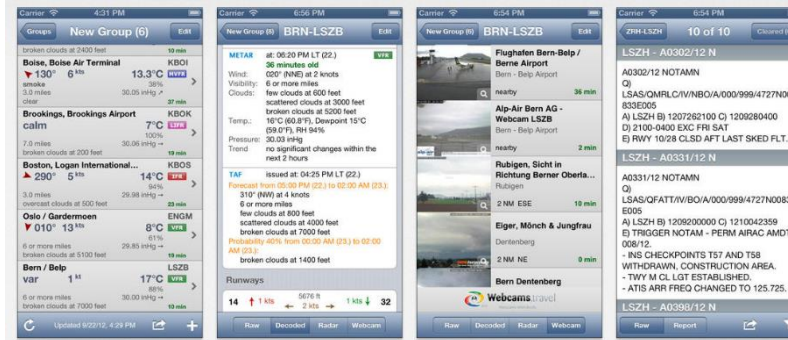 Carrier 4:31 PM
Groups New Group (6) Edit
broken clouds at 2400 feet 10 min
Boise, Boise Air Terminal KBOI
130° 6 kts 13.3°C MVFR
smoke 38%
3.0 miles 30.05 inHg
clear 37 min
Brookings, Brookings Airport KBOK
calm 7°C LIFR
100%
7.0 miles 30.06 inHg
broken clouds at 200 feet 19 min
Boston, Logan International... KBOS
290° 5 kts 14°C IFR
94%
3.0 miles 29.98 inHg
overcast clouds at 500 feet 23 min
Oslo / Gardermoen ENGM
010° 13 kts 8°C VFR
61%
6 or more miles 29.85 inHg
broken clouds at 5100 feet 19 min
Bern / Belp LSZB
var 1 kt 17°C VFR
88%
6 or more miles 30.00 inHg
broken clouds at 7000 feet 10 min
Updated 9/22/12, 4:29 PM
Carrier 6:56 PM
New Group (6) BRN-LSZB Edit
METAR at: 06:20 PM LT (22.) VFR
36 minutes old
Wind: 020° (NNE) at 2 knots
Visibility: 6 or more miles
Clouds: few clouds at 600 feet
scattered clouds at 3000 feet
broken clouds at 5200 feet
Temp.: 16°C (60.8°F), Dewpoint 15°C
(59.0°F), RH 94%
Pressure: 30.03 inHg
Trend no significant changes within the
next 2 hours
TAF issued at: 04:25 PM LT (22.)
Forecast from 05:00 PM (22.) to 02:00 AM (23.):
310° (NW) at 4 knots
6 or more miles
few clouds at 800 feet
scattered clouds at 4000 feet
broken clouds at 7000 feet
Probability 40% from 00:00 AM (23.) to 02:00
AM (23.):
broken clouds at 1400 feet
Runways
14 1 kts 5676 ft 1 kts 32
2 kts
Raw Decoded Radar Webcam
Carrier 6:54 PM
New Group (6) BRN-LSZB Edit
Flughafen Bern-Belp /
Berne Airport
Bern - Belp Airport
nearby 36 min
Alp-Air Bern AG -
Webcam LSZB
Bern - Belp Airport
nearby 2 min
Rubigen, Sicht in
Richtung Berner Oberla...
Rubigen
2 NM ESE 10 min
Eiger, Mönch & Jungfrau
Dentenberg
2 NM NE 0 min
Bern Dentenberg
Webcams.travel
Raw Decoded Radar Webcam
Carrier 6:54 PM
ZRH-LSZH 10 of 10 Cleared
LSZH - A0302/12 N
A0302/12 NOTAMN
Q)
LSAS/QMRLC/IV/NBO/A/000/999/4727N00
833E005
A) LSZH B) 1207262100 C) 1209280400
D) 2100-0400 EXC FRI SAT
E) RWY 10/28 CLSD AFT LAST SKED FLT.
LSZH - A0331/12 N
A0331/12 NOTAMN
Q)
LSAS/QFATT/IV/BO/A/000/999/4727N0083
E005
A) LSZH B) 1209200000 C) 1210042359
E) TRIGGER NOTAM - PERM AIRAC AMDT
008/12.
- INS CHECKPOINTS T57 AND T58
WITHDRAWN, CONSTRUCTION AREA.
- TWY M CL LGT ESTABLISHED.
- ATIS ARR FREQ CHANGED TO 125.725.
LSZH - A0398/12 N
Raw Report